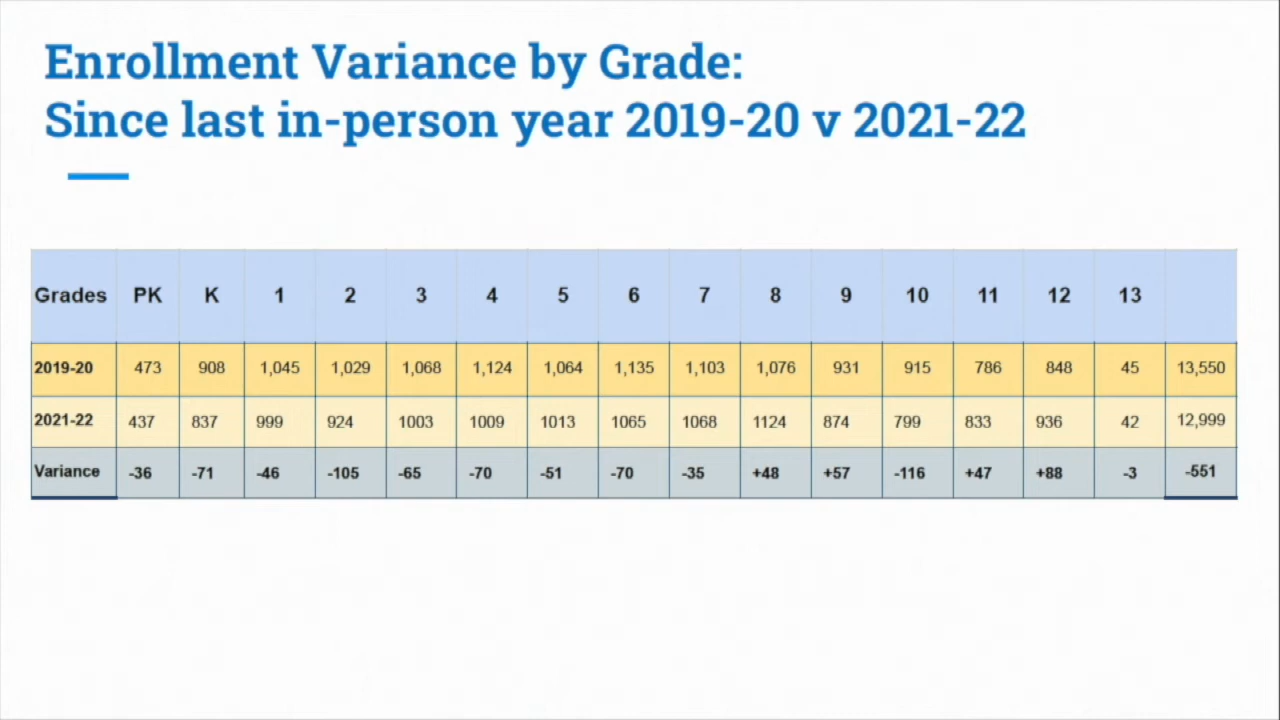 Enrollment Variance by Grade:
Since last in-person year 2019-20 v 2021-22
Grades PK K 1 2 3 4 5 6 7 8 9 10 11 12 13
2019-20 473 908 1,045 1,029 1,068 1,124 1,064 1,135 1,103 1,076 931 915 786 848 45 13,550
2021-22 437 837 999 924 1003 1009 1013 1065 1068 1124 874 799 833 936 42 12,999
Variance -36 -71 -46 -105 -65 -70 -51 -70 -35 +48 +57 -116 +47 +88 -3 -551